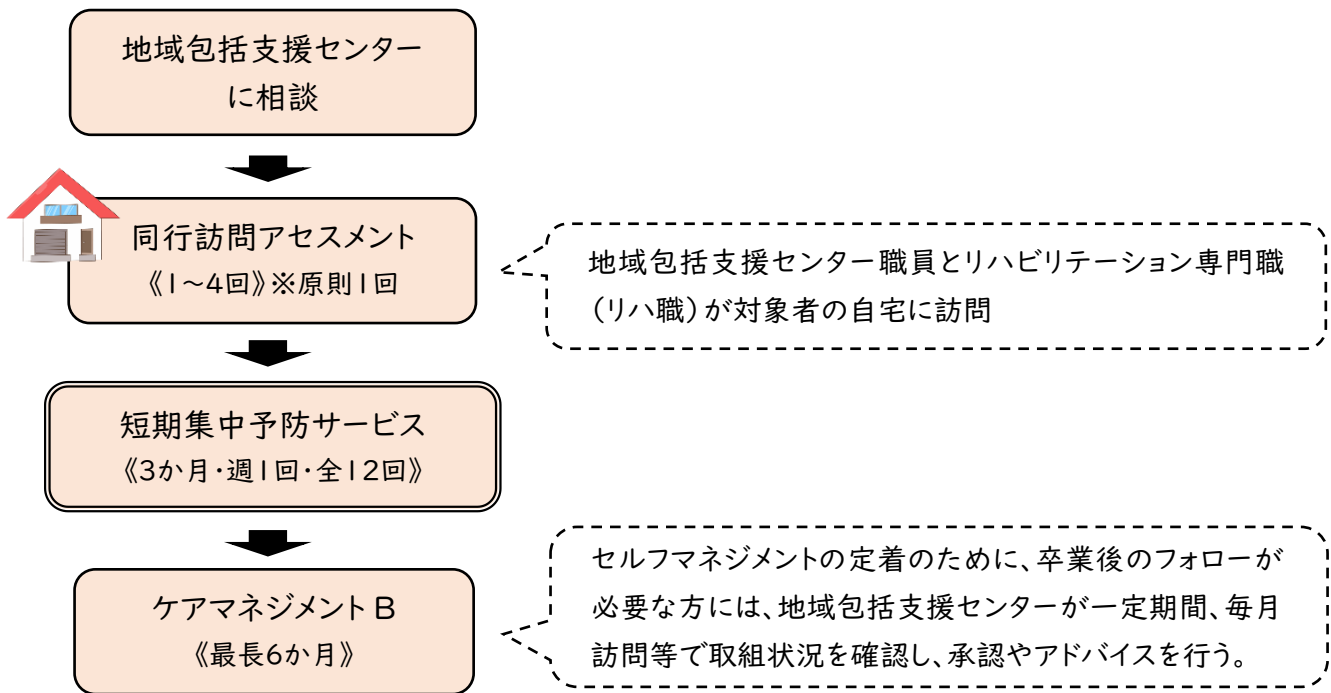 地域包括支援センター
に相談
同行訪問アセスメント
《1～4回》※原則1回
地域包括支援センター職員とリハビリテーション専門職
（リハ職）が対象者の自宅に訪問
短期集中予防サービス
《3か月・週1回・全12回》
ケアマネジメントB
《最長6か月》
セルフマネジメントの定着のために、卒業後のフォローが
必要な方には、地域包括支援センターが一定期間、毎月
訪問等で取組状況を確認し、承認やアドバイスを行う。